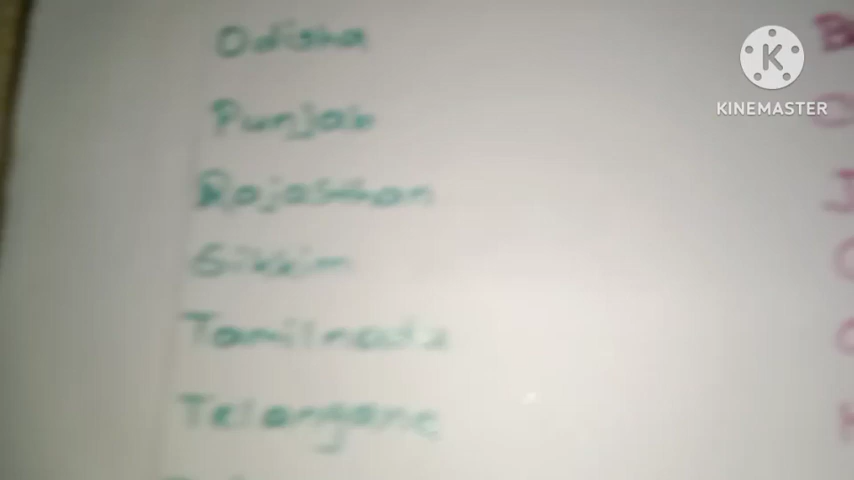 Odisha
Punjab
Rajasthan
Sikkim
Tamilnadu
Telangana
K
KINEMASTER